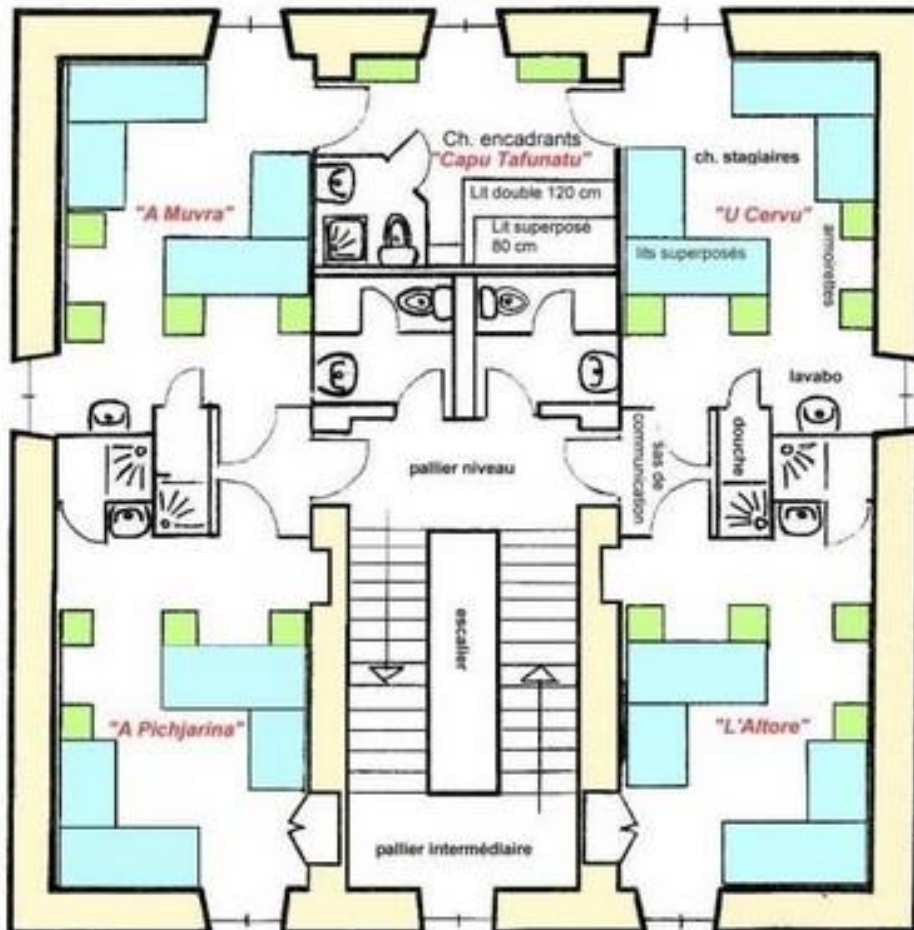 Ch. encadrants
"Capu Tafunatu"
Lit double 120 cm
Lit superposé
80 cm
ch. stagiaires
"A Muvra"
"U Cervu"
lits superposés
armoirettes
lavabo
douche
sas de
communication
pallier niveau
escalier
"A Pichjarina"
"L'Altore"
pallier intermédiaire